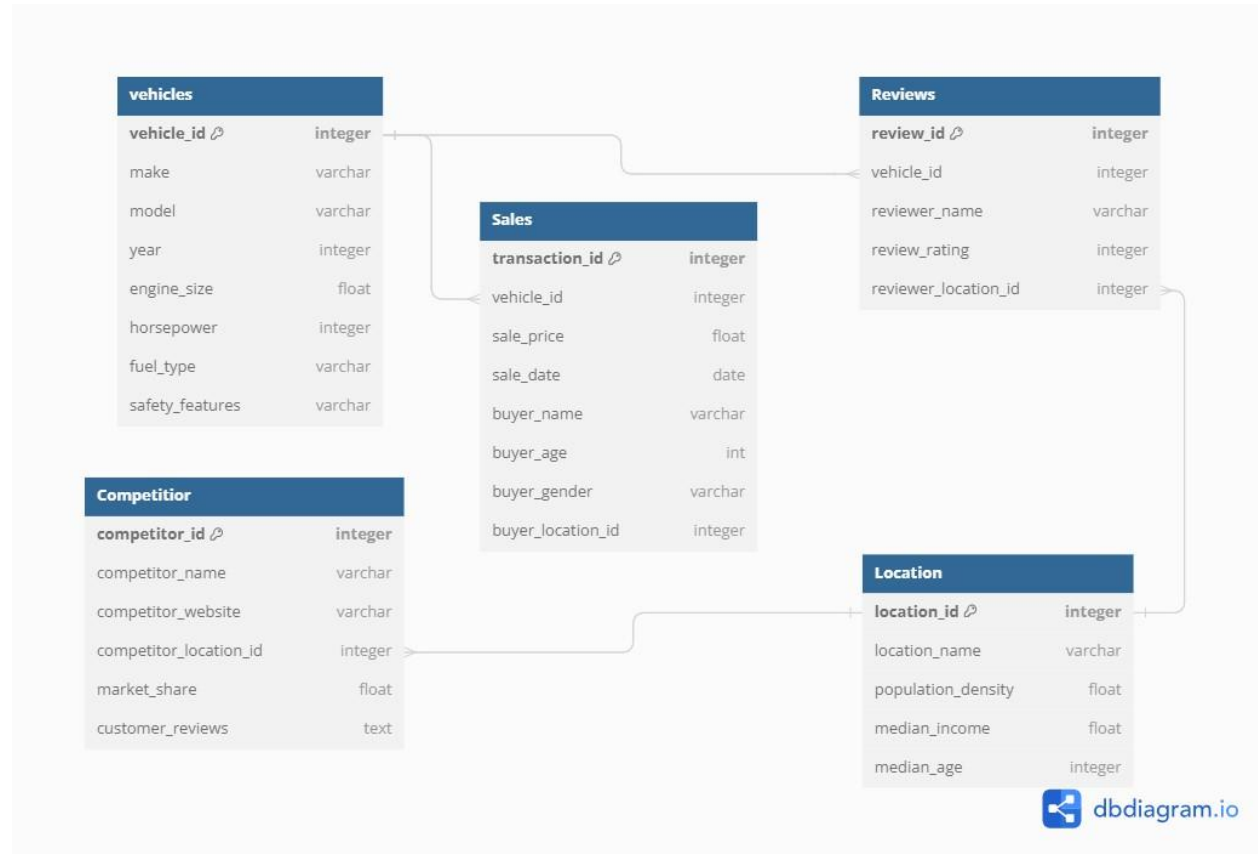 vehicles
vehicle_id integer
make varchar
model varchar
year integer
engine_size float
horsepower integer
fuel_type varchar
safety_features varchar
Reviews
review_id integer
vehicle_id integer
reviewer_name varchar
review_rating integer
reviewer_location_id integer
Sales
transaction_id integer
vehicle_id integer
sale_price float
sale_date date
buyer_name varchar
buyer_age int
buyer_gender varchar
buyer_location_id integer
Competitior
competitor_id integer
competitor_name varchar
competitor_website varchar
competitor_location_id integer
market_share float
customer_reviews text
Location
location_id integer
location_name varchar
population_density float
median_income float
median_age integer
dbdiagram.io